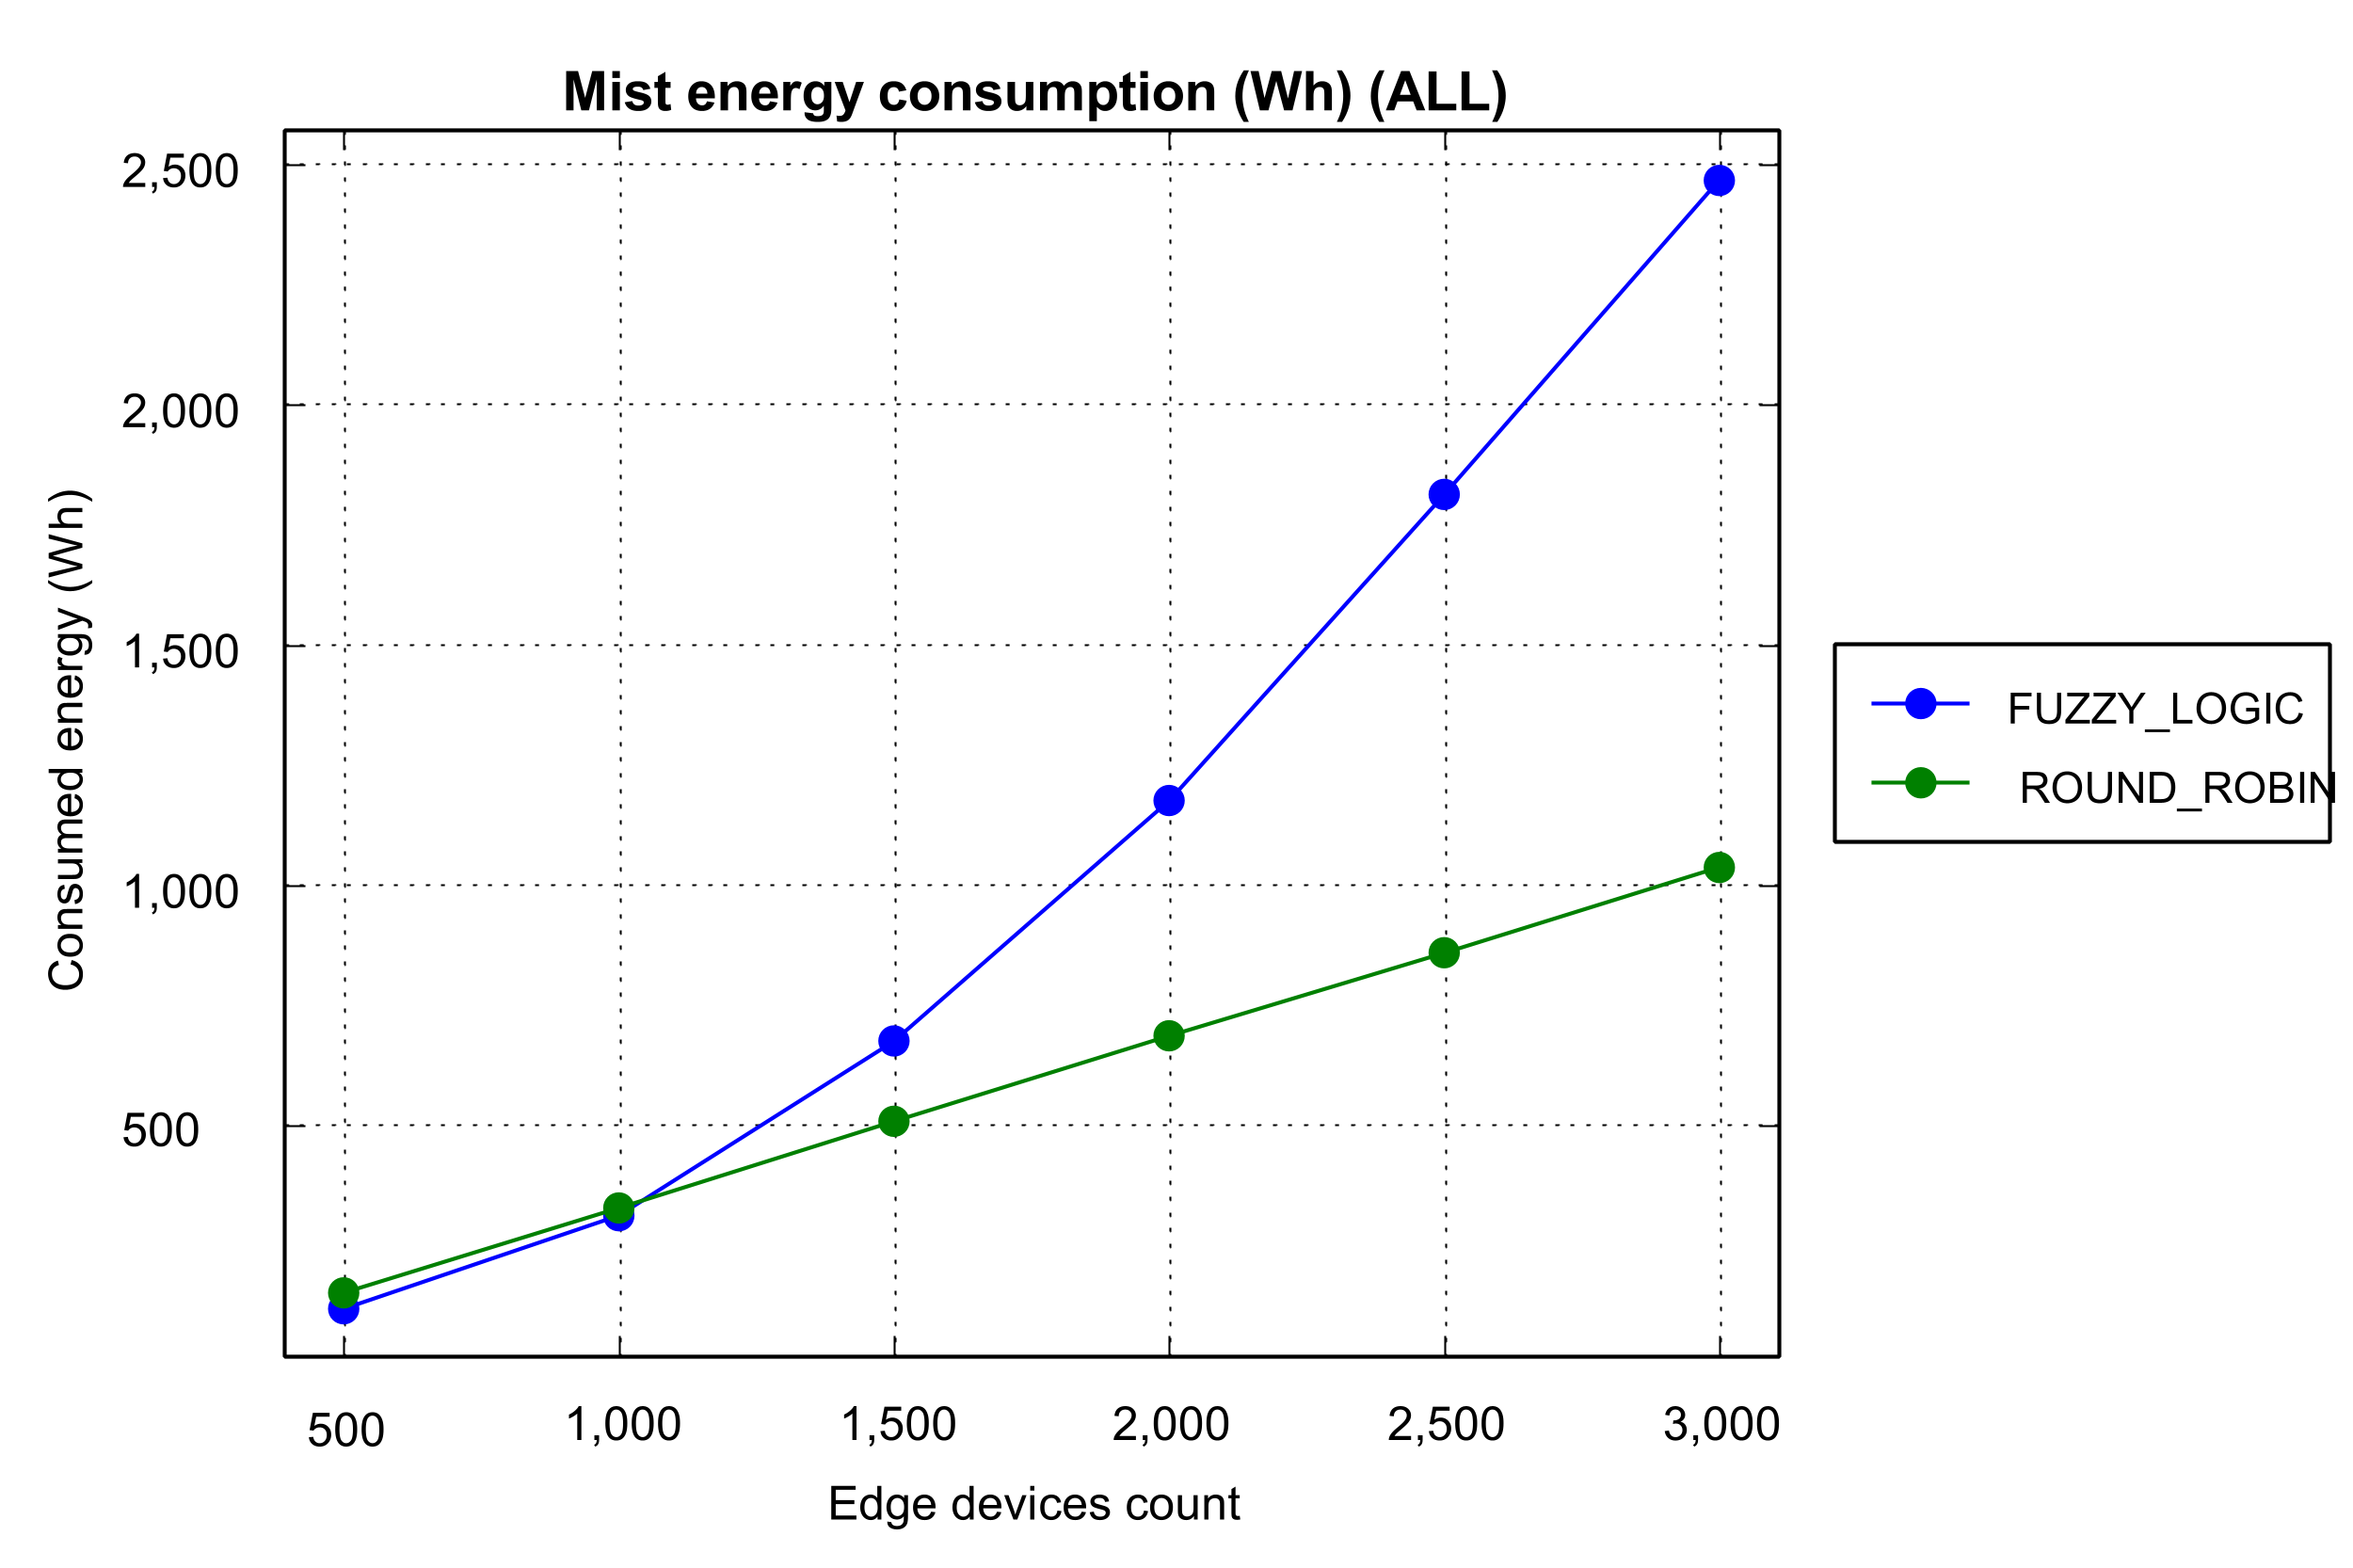 Mist energy consumption (Wh) (ALL)
2,500
2,000
1,500
1,000
500
Consumed energy (Wh)
500
1,000
1,500
2,000
2,500
3,000
Edge devices count
FUZZY_LOGIC
ROUND_ROBIN